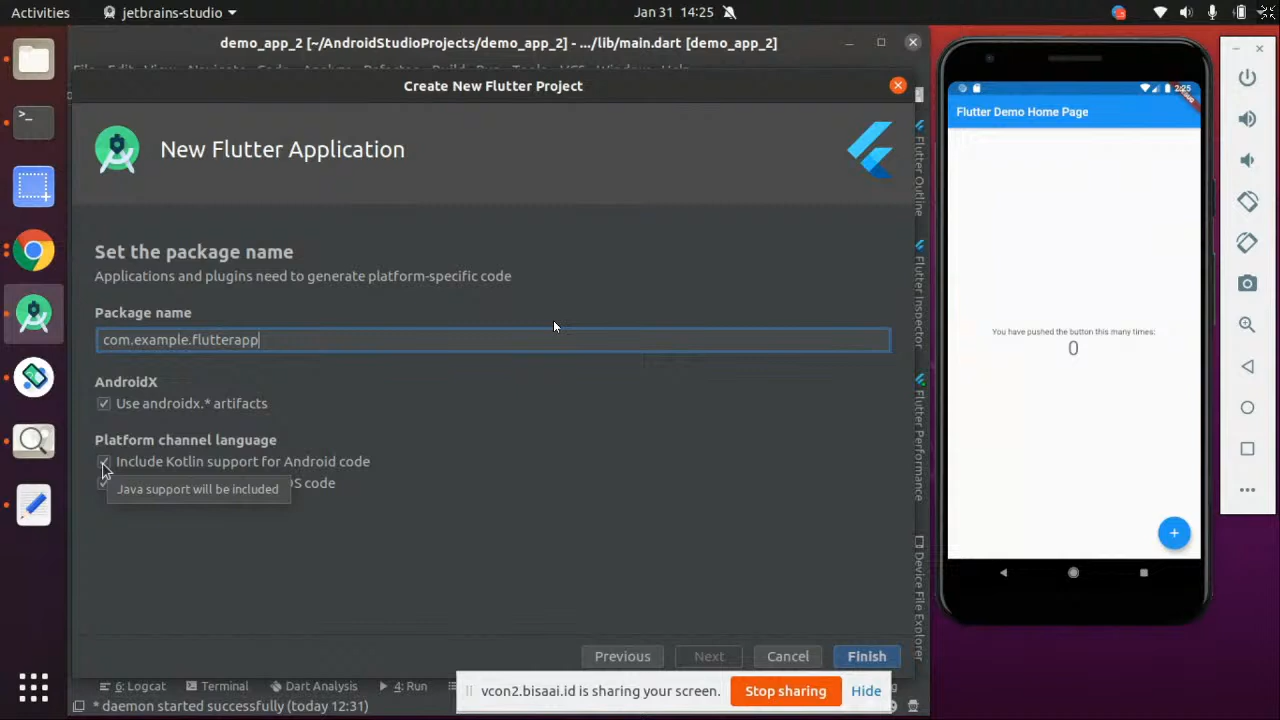 Activities
jetbrains-studio
Jan 31 14:25
demo_app_2 [~/AndroidStudioProjects/demo_app_2] - .../lib/main.dart [demo_app_2]
Create New Flutter Project
New Flutter Application
Set the package name
Applications and plugins need to generate platform-specific code
Package name
com.example.flutterapp
AndroidX
Use androidx.* artifacts
Platform channel language
Include Kotlin support for Android code
OS code
Java support will be included
Previous
Next
Cancel
Finish
Flutter Outline
Flutter Inspector
Flutter Performance
Device File Explorer
6: Logcat
Terminal
Dart Analysis
4: Run
* daemon started successfully (today 12:31)
vcon2.bisaai.id is sharing your screen.
Stop sharing
Hide
2:25
Flutter Demo Home Page
You have pushed the button this many times:
0